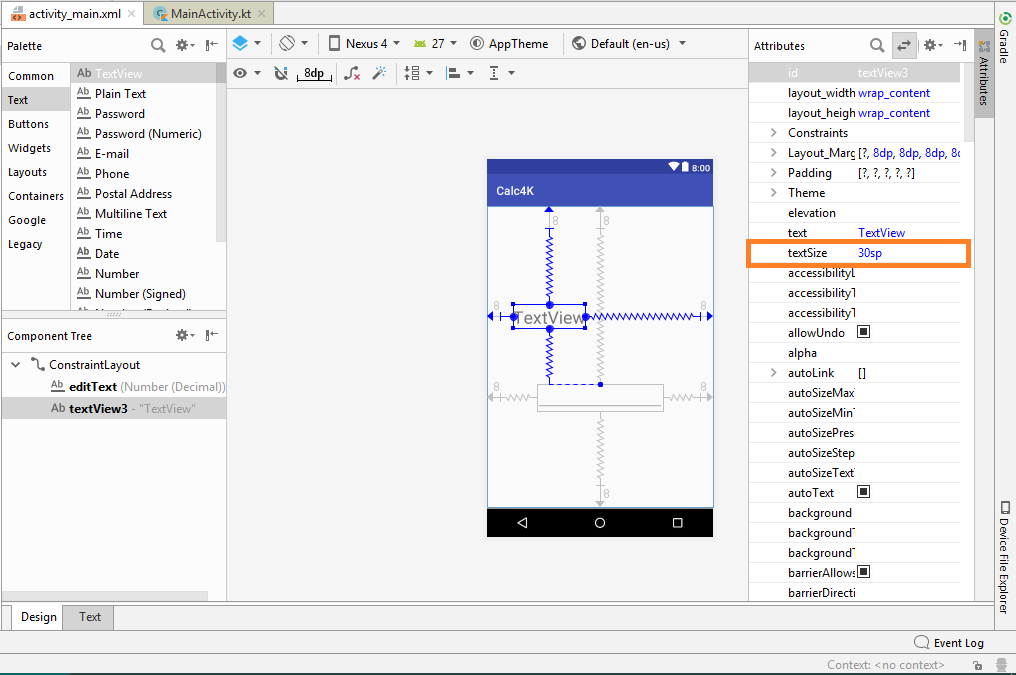 activity_main.xml
MainActivity.kt
Palette
Common
Text
Buttons
Widgets
Layouts
Containers
Google
Legacy
Ab TextView
Ab Plain Text
Ab Password
Ab Password (Numeric)
Ab E-mail
Ab Phone
Ab Postal Address
Ab Multiline Text
Ab Time
Ab Date
Ab Number
Ab Number (Signed)
Component Tree
ConstraintLayout
Ab editText (Number (Decimal))
Ab textView3 - "TextView"
Nexus 4
27
AppTheme
Default (en-us)
8dp
8:00
Calc4K
8
8
8
8
TextView
8
8
8
Attributes
id textView3
layout_width wrap_content
layout_heigh wrap_content
Constraints
Layout_Marg [?, 8dp, 8dp, 8dp, 8c
Padding [?, ?, ?, ?, ?]
Theme
elevation
text TextView
textSize 30sp
accessibilityL
accessibilityT
accessibilityT
allowUndo
alpha
autoLink []
autoSizeMax
autoSizeMinT
autoSizePres
autoSizeStep
autoSizeText
autoText
background
backgroundT
backgroundT
barrierAllows
barrierDirecti
Gradle
Attributes
Device File Explorer
Design
Text
Event Log
Context: <no context>